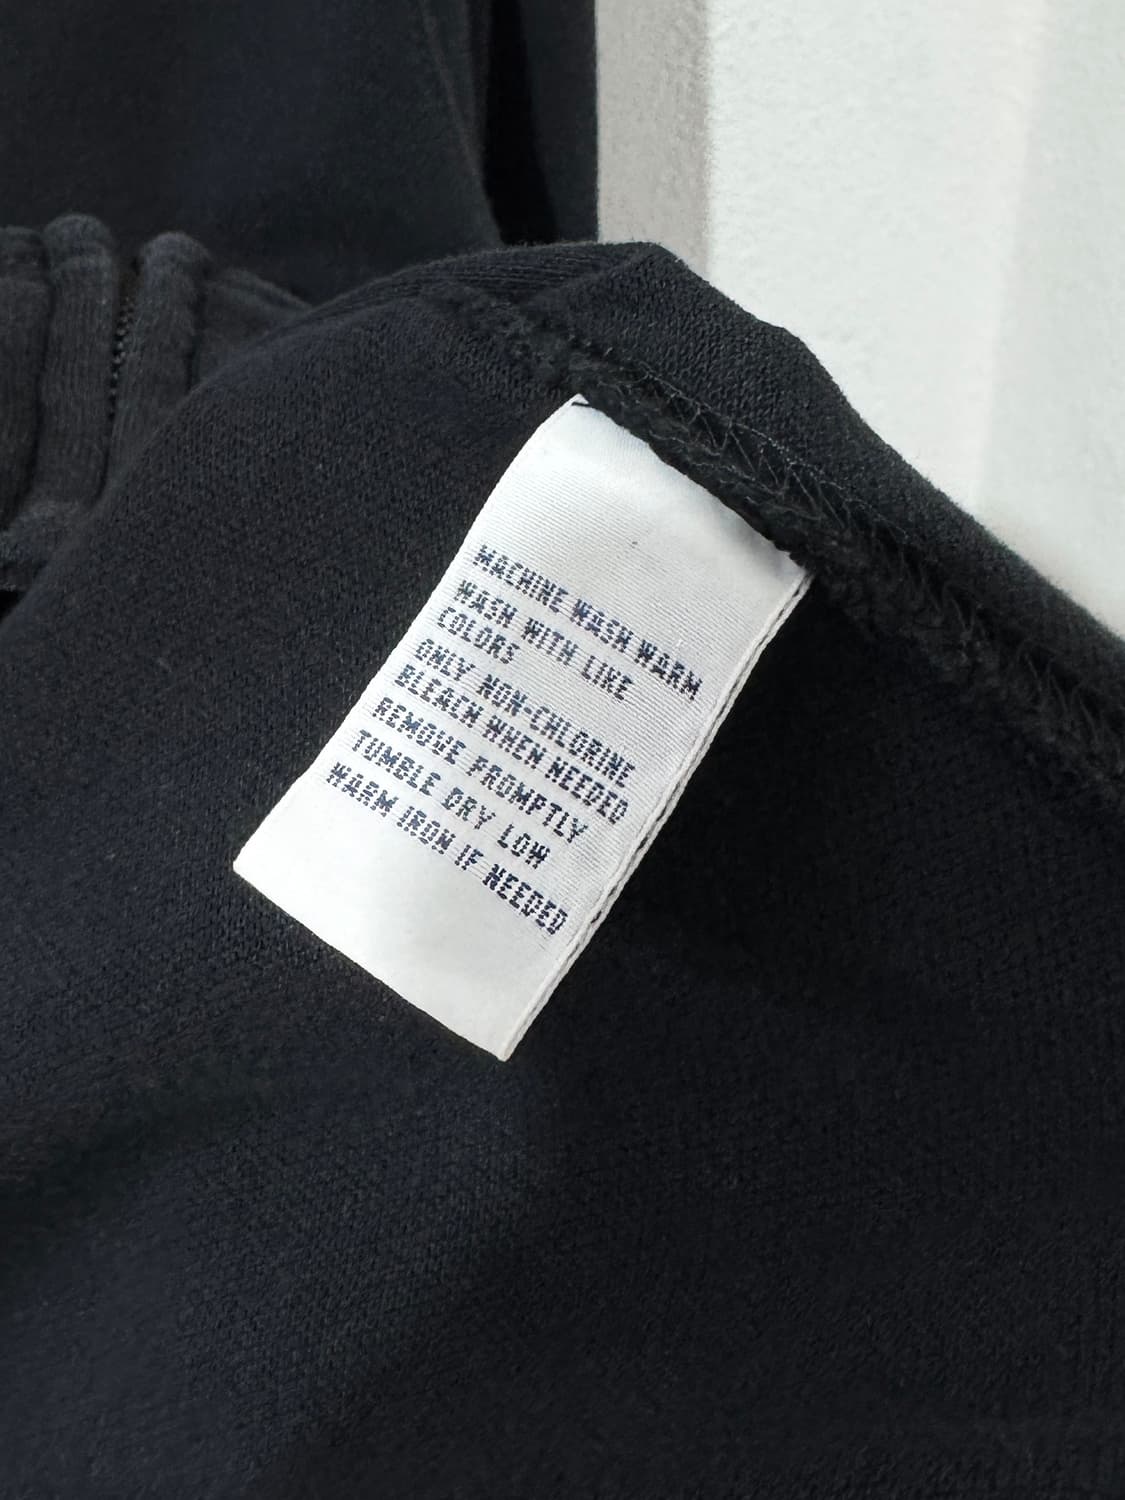 MACHINE WASH WARM
WASH WITH LIKE
COLORS
ONLY NON-CHLORINE
BLEACH WHEN NEEDED
REMOVE PROMPTLY
TUMBLE DRY LOW
WARM IRON IF NEEDED